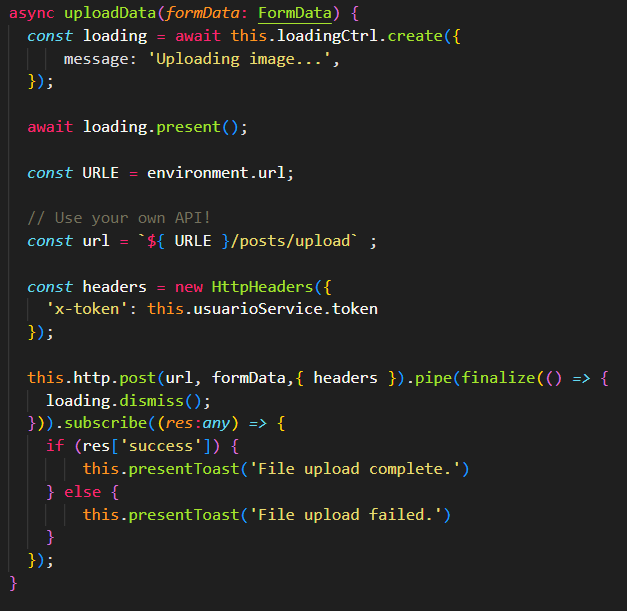 async uploadData(formData: FormData) {
const loading = await this.loadingCtrl.create({
message: 'Uploading image...',
});
await loading.present();
const URLE = environment.url;
// Use your own API!
const url = `${ URLE }/posts/upload` ;
const headers = new HttpHeaders({
'x-token': this.usuarioService.token
});
this.http.post(url, formData,{ headers }).pipe(finalize(() => {
loading.dismiss();
})).subscribe((res:any) => {
if (res['success']) {
this.presentToast('File upload complete.')
} else {
this.presentToast('File upload failed.')
}
});
}